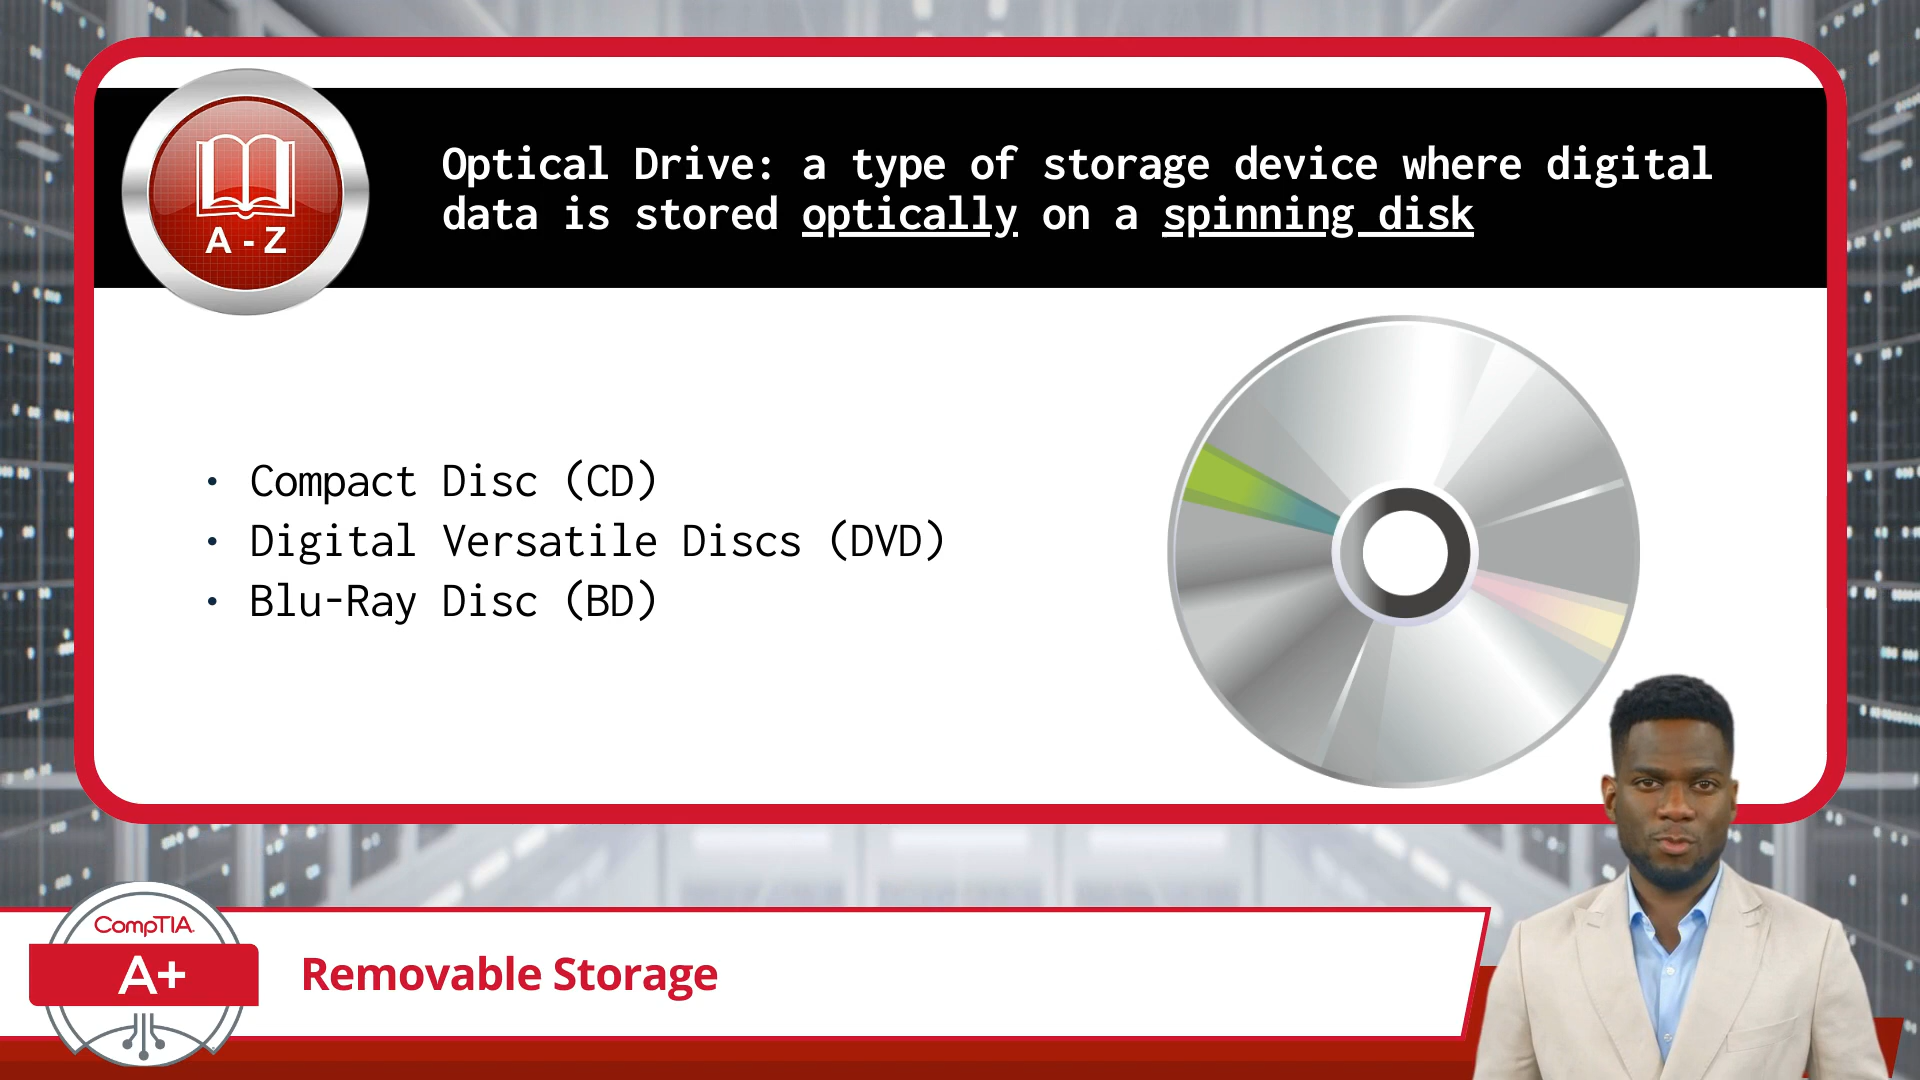 A - Z
Optical Drive: a type of storage device where digital
data is stored optically on a spinning disk
• Compact Disc (CD)
• Digital Versatile Discs (DVD)
• Blu-Ray Disc (BD)
CompTIA.
A+
Removable Storage